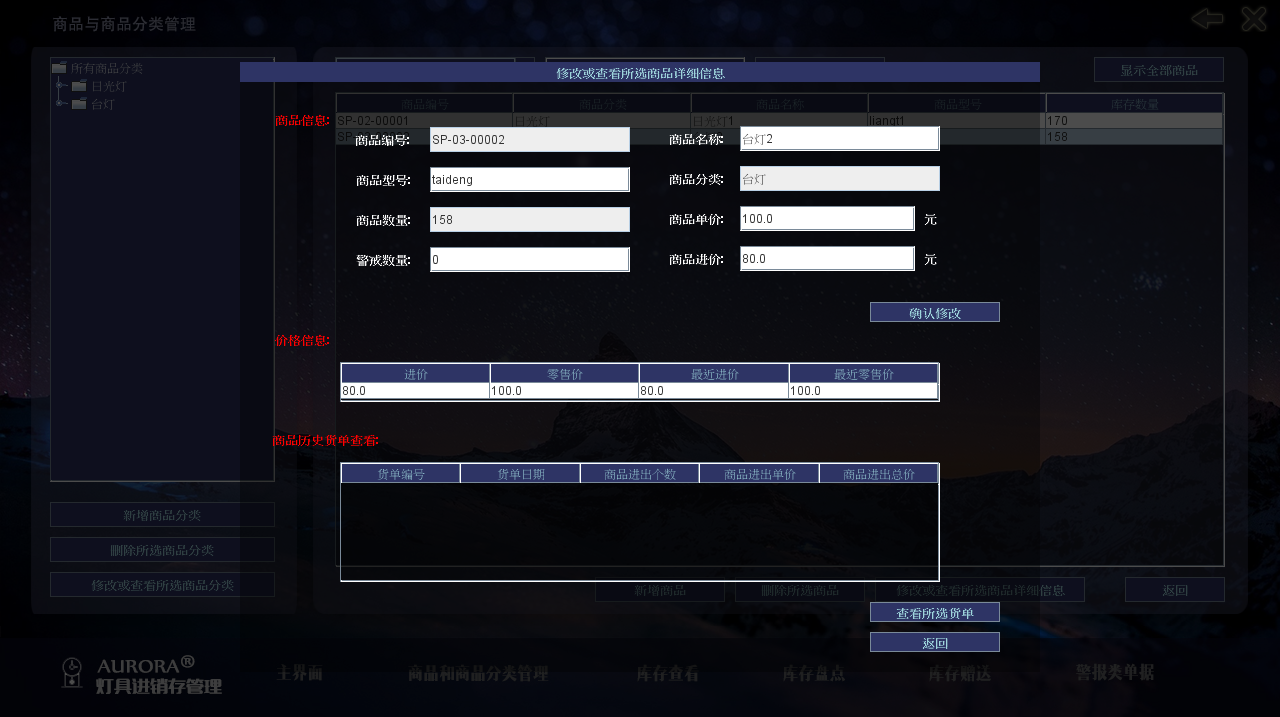 商品与商品分类管理
所有商品分类
日光灯
台灯
修改或查看所选商品详细信息
显示全部商品
商品编号 商品分类 商品名称 商品型号 库存数量
SP-02-00001 日光灯 日光灯1 liangt1 170
158
商品信息:
商品编号: SP-03-00002 商品名称: 台灯2
商品型号: taideng 商品分类: 台灯
商品数量: 158 商品单价: 100.0 元
警戒数量: 0 商品进价: 80.0 元
确认修改
价格信息:
进价 零售价 最近进价 最近零售价
80.0 100.0 80.0 100.0
商品历史货单查看:
货单编号 货单日期 商品进出个数 商品进出单价 商品进出总价
新增商品分类
删除所选商品分类
修改或查看所选商品分类
新增商品 删除所选商品 修改或查看所选商品详细信息 返回
查看所选货单
返回
AURORA®
灯具进销存管理
主界面 商品和商品分类管理 库存查看 库存盘点 库存赠送 警报类单据